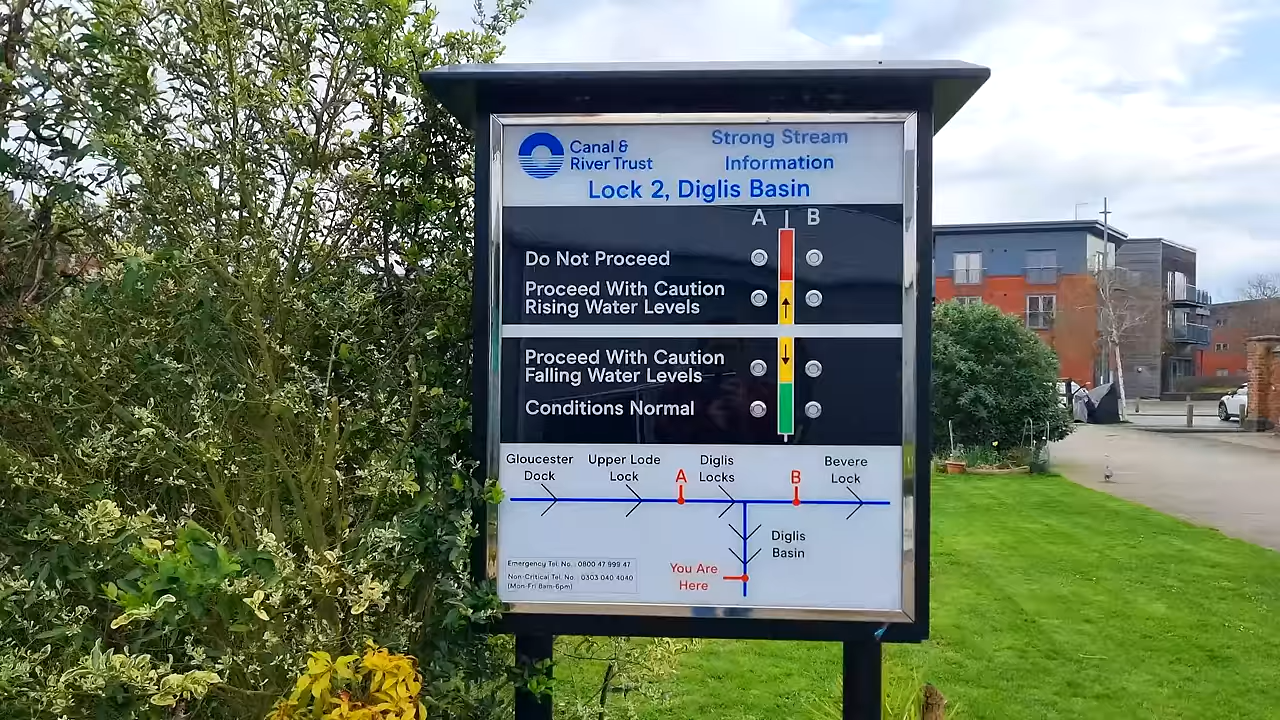 Canal &
River Trust
Strong Stream
Information
Lock 2, Diglis Basin
A B
Do Not Proceed
Proceed With Caution
Rising Water Levels
Proceed With Caution
Falling Water Levels
Conditions Normal
Gloucester
Dock
Upper Lode
Lock
A
Diglis
Locks
B
Bevere
Lock
Diglis
Basin
You Are
Here
Emergency Tel. No.: 0800 47 999 47
Non-Critical Tel. No.: 0303 040 4040
(Mon-Fri 8am-6pm)